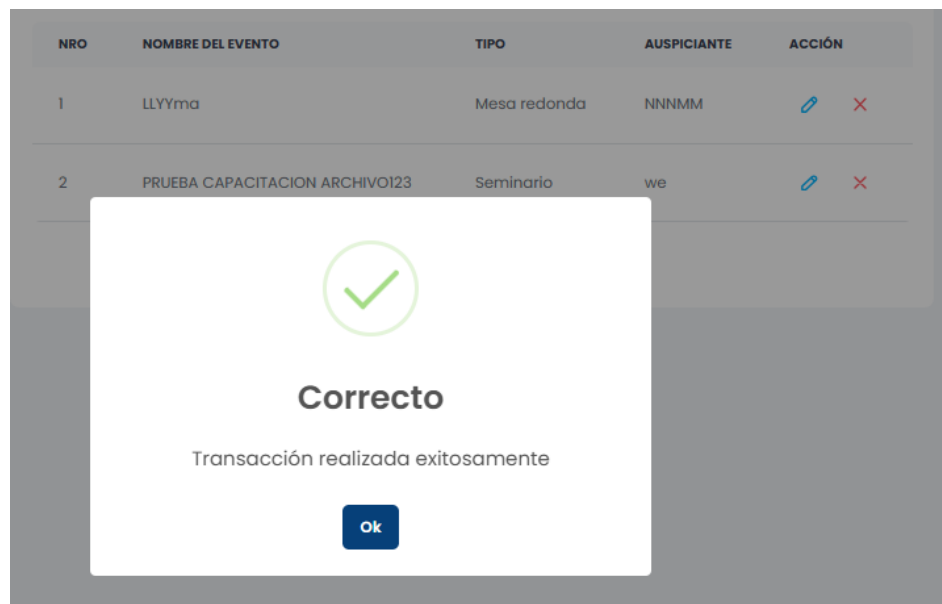 NRO NOMBRE DEL EVENTO TIPO AUSPICIANTE ACCIÓN
1 LLYYma Mesa redonda NNNMM
2 PRUEBA CAPACITACION ARCHIVO123 Seminario we
Correcto
Transacción realizada exitosamente
Ok